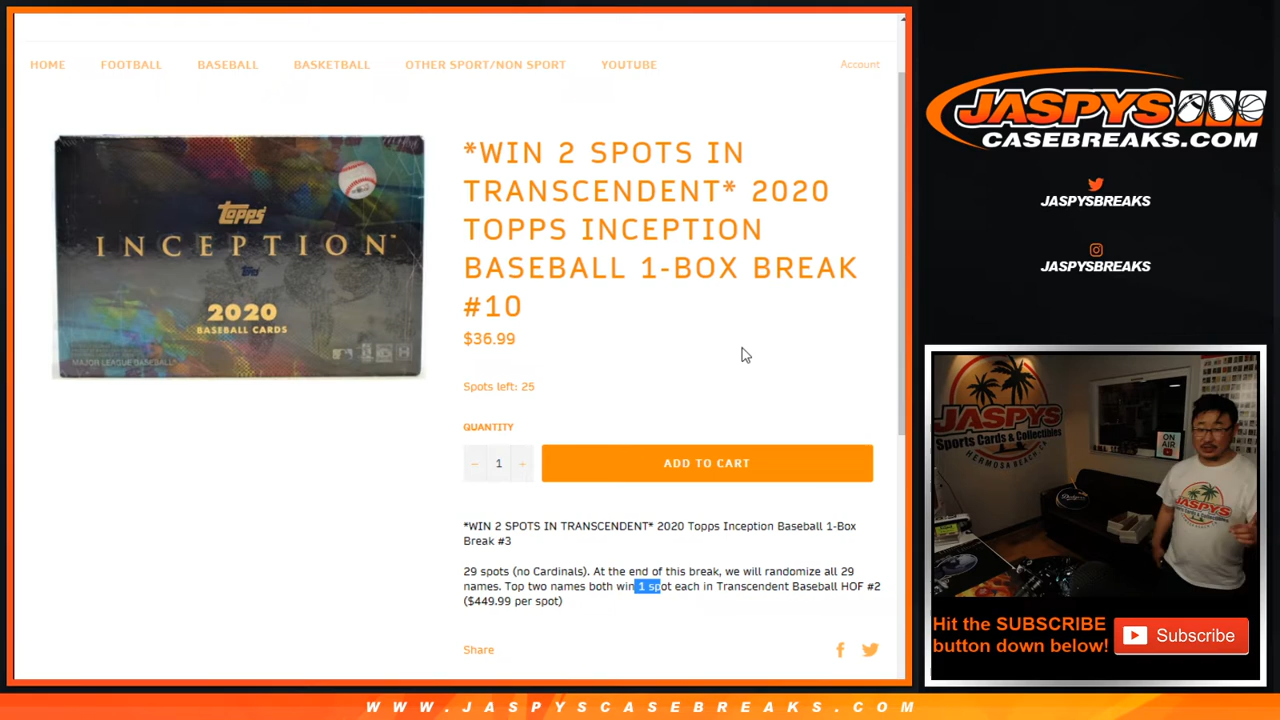 HOME FOOTBALL BASEBALL BASKETBALL OTHER SPORT/NON SPORT YOUTUBE Account
topps
INCEPTION
2020
BASEBALL CARDS
MAJOR LEAGUE BASEBALL
*WIN 2 SPOTS IN
TRANSCENDENT* 2020
TOPPS INCEPTION
BASEBALL 1-BOX BREAK
#10
$36.99
Spots left: 25
QUANTITY
− 1 +
ADD TO CART
*WIN 2 SPOTS IN TRANSCENDENT* 2020 Topps Inception Baseball 1-Box
Break #3
29 spots (no Cardinals). At the end of this break, we will randomize all 29
names. Top two names both win 1 spot each in Transcendent Baseball HOF #2
($449.99 per spot)
Share
JASPYS
CASEBREAKS.COM
JASPYSBREAKS
JASPYSBREAKS
JASPYS
Sports Cards & Collectibles
HERMOSA BEACH, CA
ON
AIR
JASPYS
Hit the SUBSCRIBE
button down below!
Subscribe
WWW.JASPYSCASEBREAKS.COM